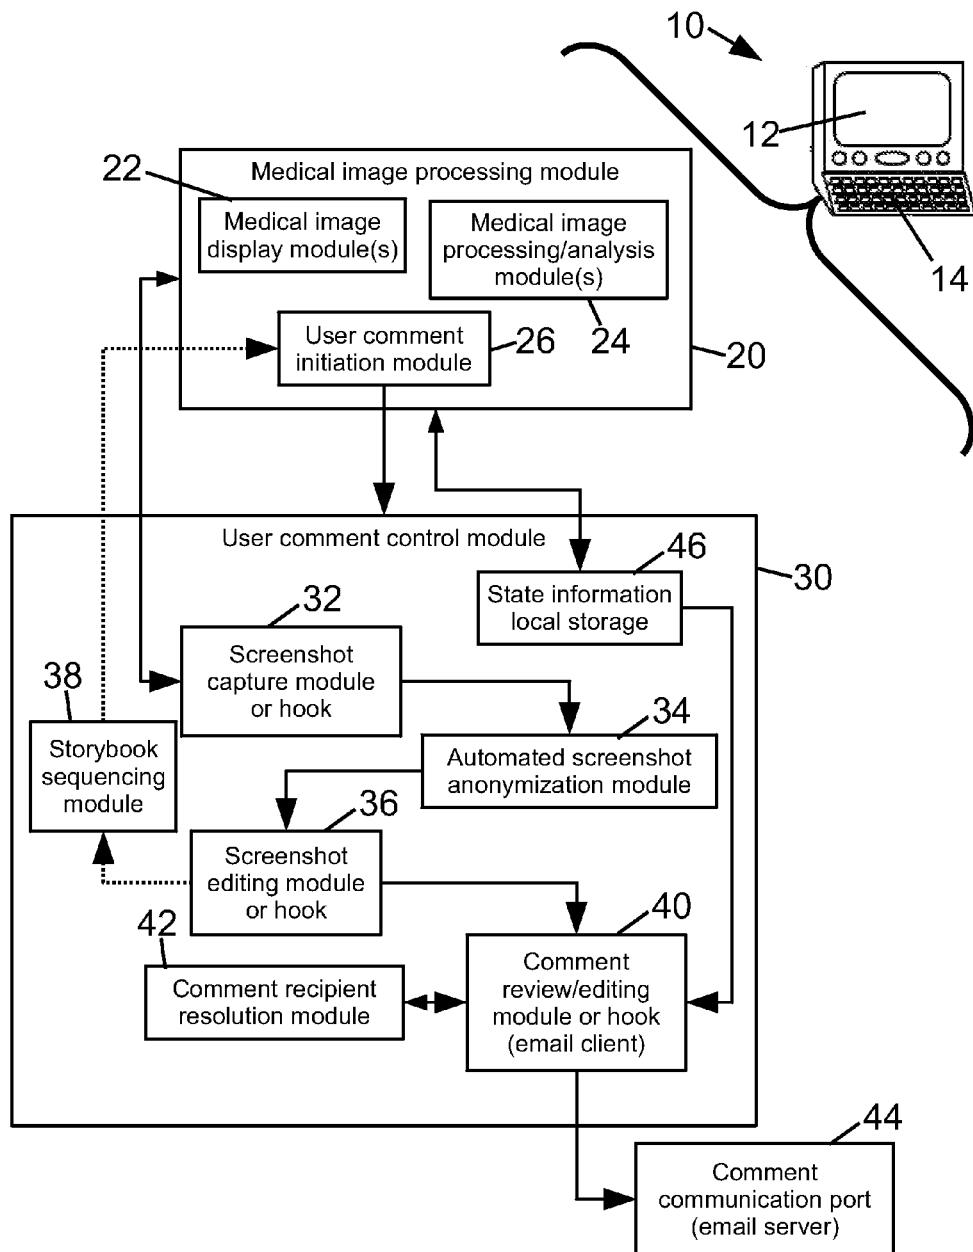 10
12
14
22
Medical image processing module
Medical image
display module(s)
Medical image
processing/analysis
module(s)
24
20
User comment
initiation module
26
User comment control module
30
46
State information
local storage
32
Screenshot
capture module
or hook
38
Storybook
sequencing
module
34
Automated screenshot
anonymization module
36
Screenshot
editing module
or hook
40
Comment
review/editing
module or hook
(email client)
42
Comment recipient
resolution module
44
Comment
communication port
(email server)